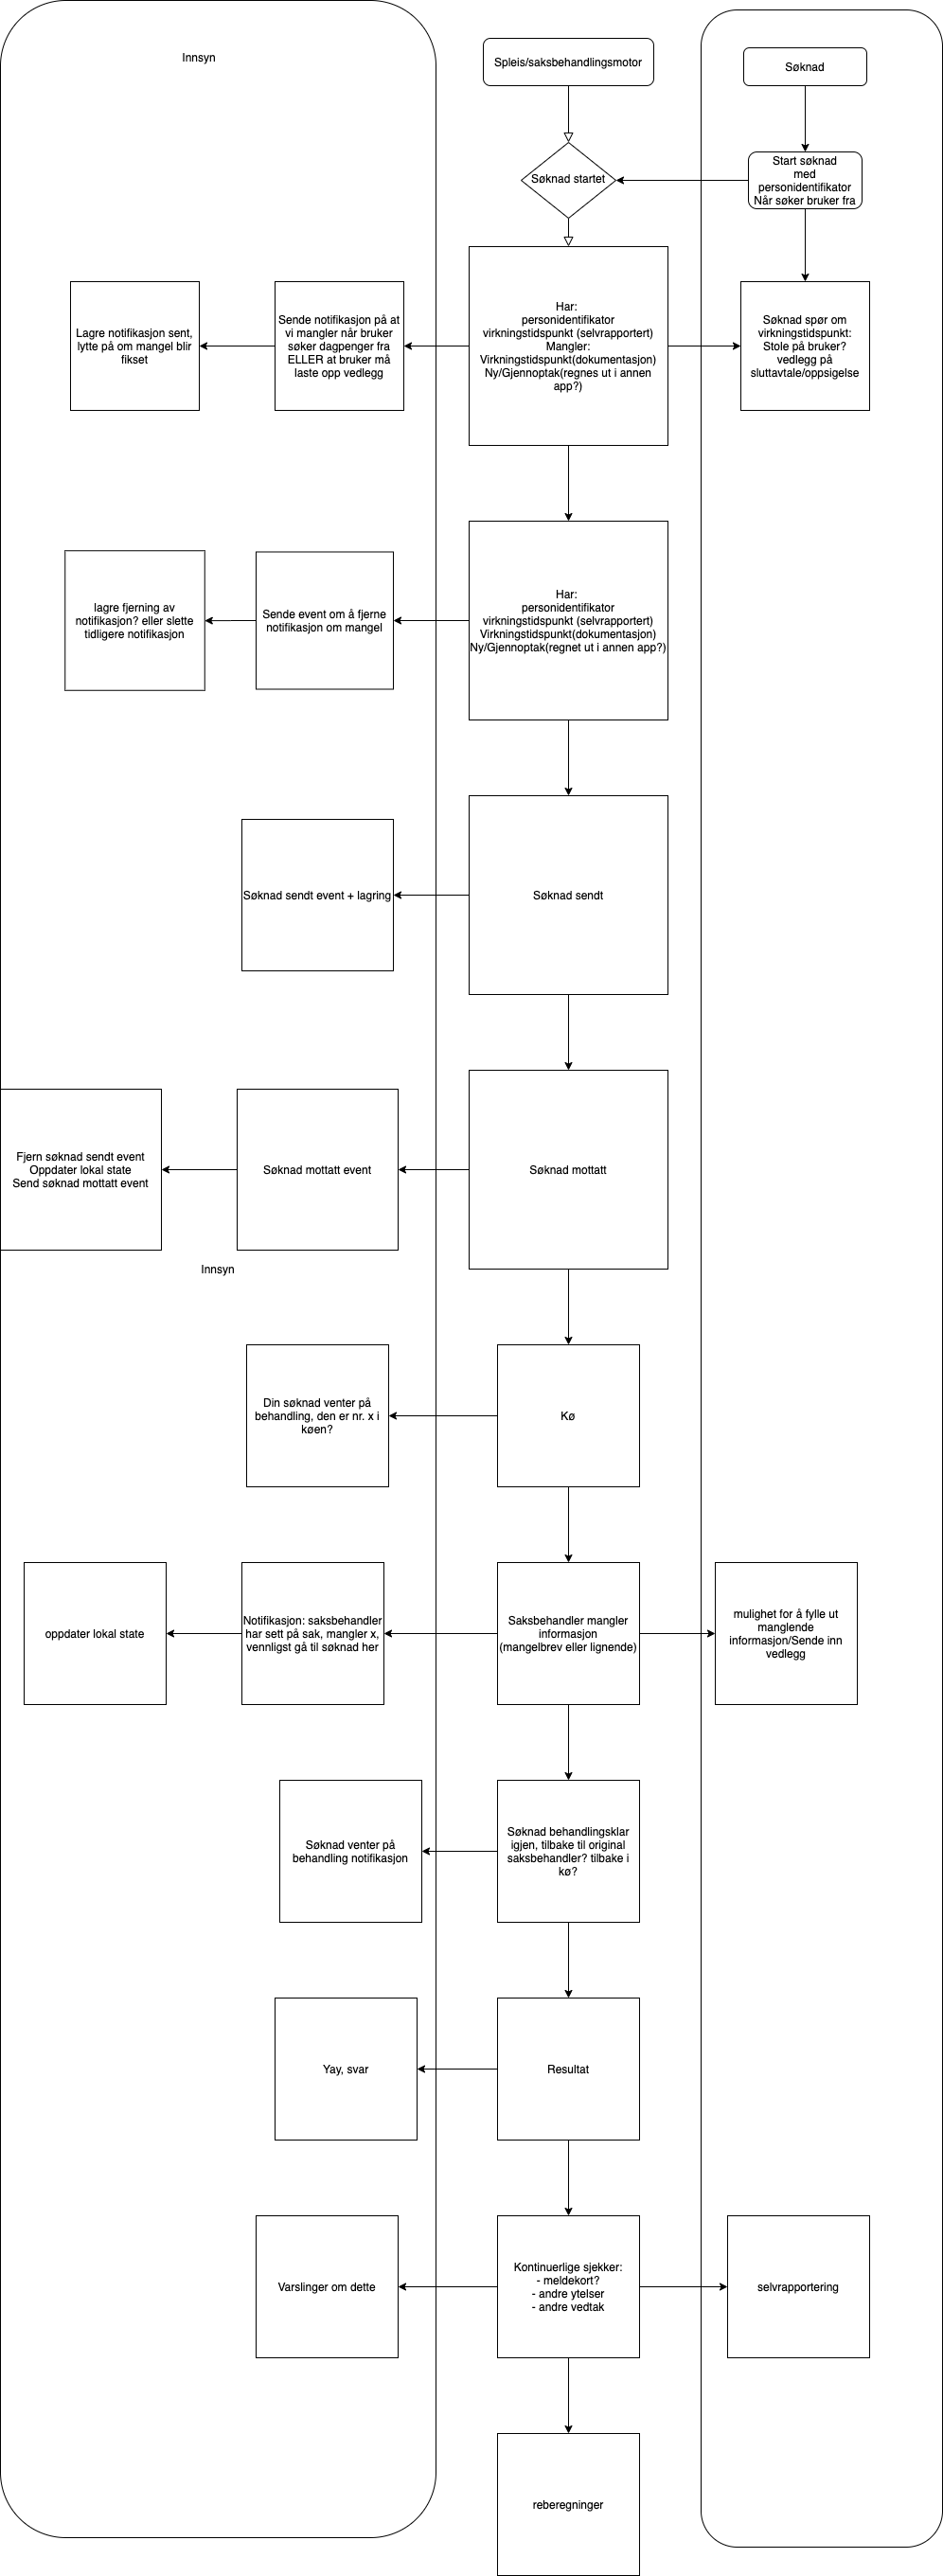 Innsyn
Spleis/saksbehandlingsmotor
Søknad
Søknad startet
Start søknad
med
personidentifikator
Når søker bruker fra
Lagre notifikasjon sent,
lytte på om mangel blir
fikset
Sende notifikasjon på at
vi mangler når bruker
søker dagpenger fra
ELLER at bruker må
laste opp vedlegg
Har:
personidentifikator
virkningstidspunkt (selvrapportert)
Mangler:
Virkningstidspunkt(dokumentasjon)
Ny/Gjennoptak(regnes ut i annen
app?)
Søknad spør om
virkningstidspunkt:
Stole på bruker?
vedlegg på
sluttavtale/oppsigelse
lagre fjerning av
notifikasjon? eller slette
tidligere notifikasjon
Sende event om å fjerne
notifikasjon om mangel
Har:
personidentifikator
virkningstidspunkt (selvrapportert)
Virkningstidspunkt(dokumentasjon)
Ny/Gjennoptak(regnet ut i annen app?)
Søknad sendt event + lagring
Søknad sendt
Fjern søknad sendt event
Oppdater lokal state
Send søknad mottatt event
Søknad mottatt event
Søknad mottatt
Innsyn
Din søknad venter på
behandling, den er nr. x i
køen?
Kø
oppdater lokal state
Notifikasjon: saksbehandler
har sett på sak, mangler x,
vennligst gå til søknad her
Saksbehandler mangler
informasjon
(mangelbrev eller lignende)
mulighet for å fylle ut
manglende
informasjon/Sende inn
vedlegg
Søknad venter på
behandling notifikasjon
Søknad behandlingsklar
igjen, tilbake til original
saksbehandler? tilbake i
kø?
Yay, svar
Resultat
Varslinger om dette
Kontinuerlige sjekker:
- meldekort?
- andre ytelser
- andre vedtak
selvrapportering
reberegninger